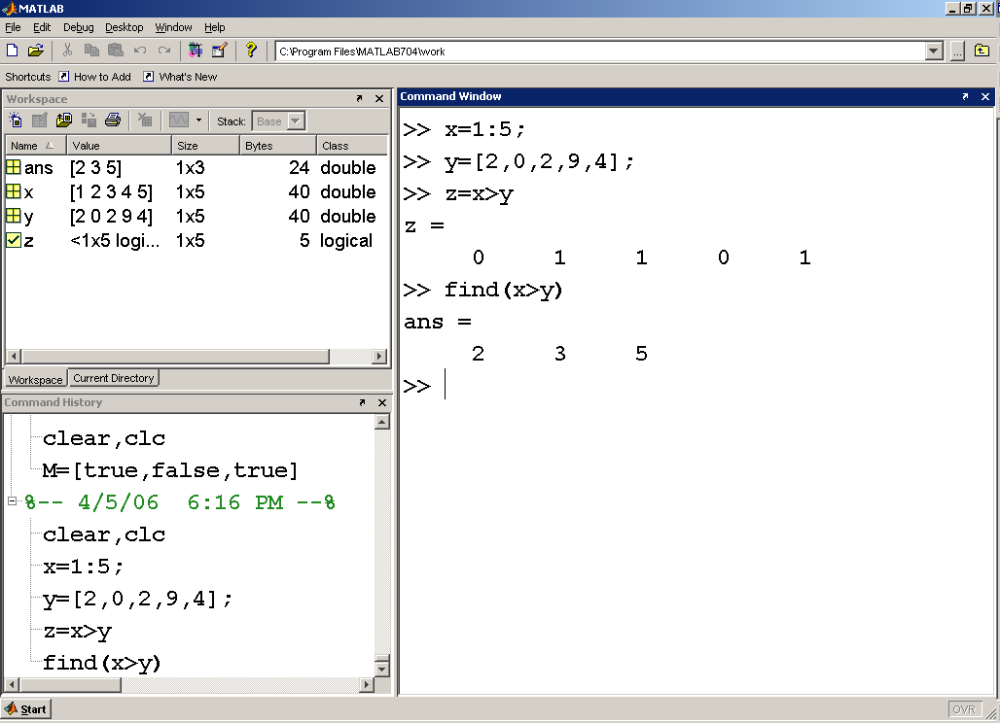 MATLAB
File Edit Debug Desktop Window Help
C:\Program Files\MATLAB704\work
...
Shortcuts How to Add What's New
Workspace
Stack: Base
Name Value Size Bytes Class
ans [2 3 5] 1x3 24 double
x [1 2 3 4 5] 1x5 40 double
y [2 0 2 9 4] 1x5 40 double
z <1x5 logi... 1x5 5 logical
Workspace Current Directory
Command History
clear,clc
M=[true,false,true]
%-- 4/5/06  6:16 PM --%
clear,clc
x=1:5;
y=[2,0,2,9,4];
z=x>y
find(x>y)
Command Window
>> x=1:5;
>> y=[2,0,2,9,4];
>> z=x>y
z =
0 1 1 0 1
>> find(x>y)
ans =
2 3 5
>>
Start
OVR